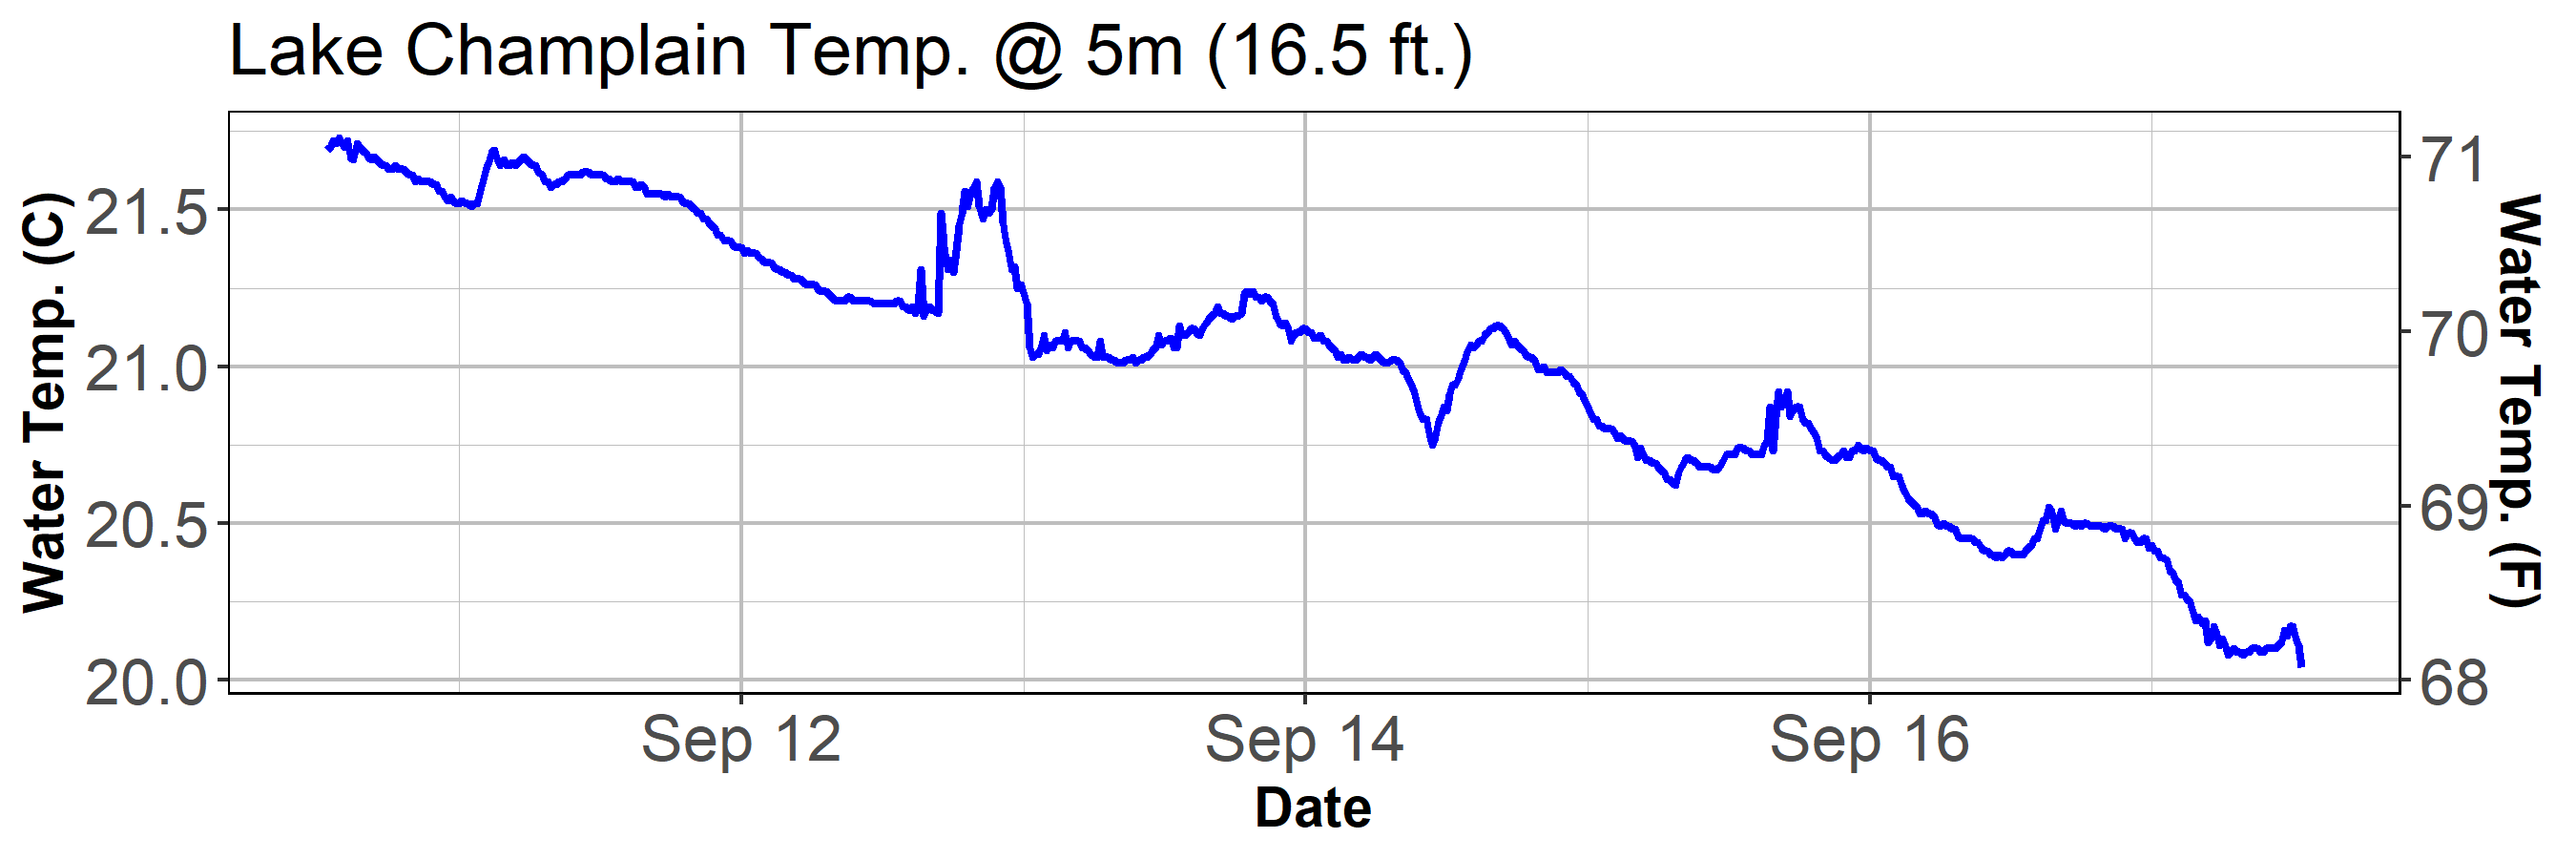 Lake Champlain Temp. @ 5m (16.5 ft.)
Water Temp. (C)
21.5
21.0
20.5
20.0
71
70
69
68
Water Temp. (F)
Sep 12
Sep 14
Sep 16
Date